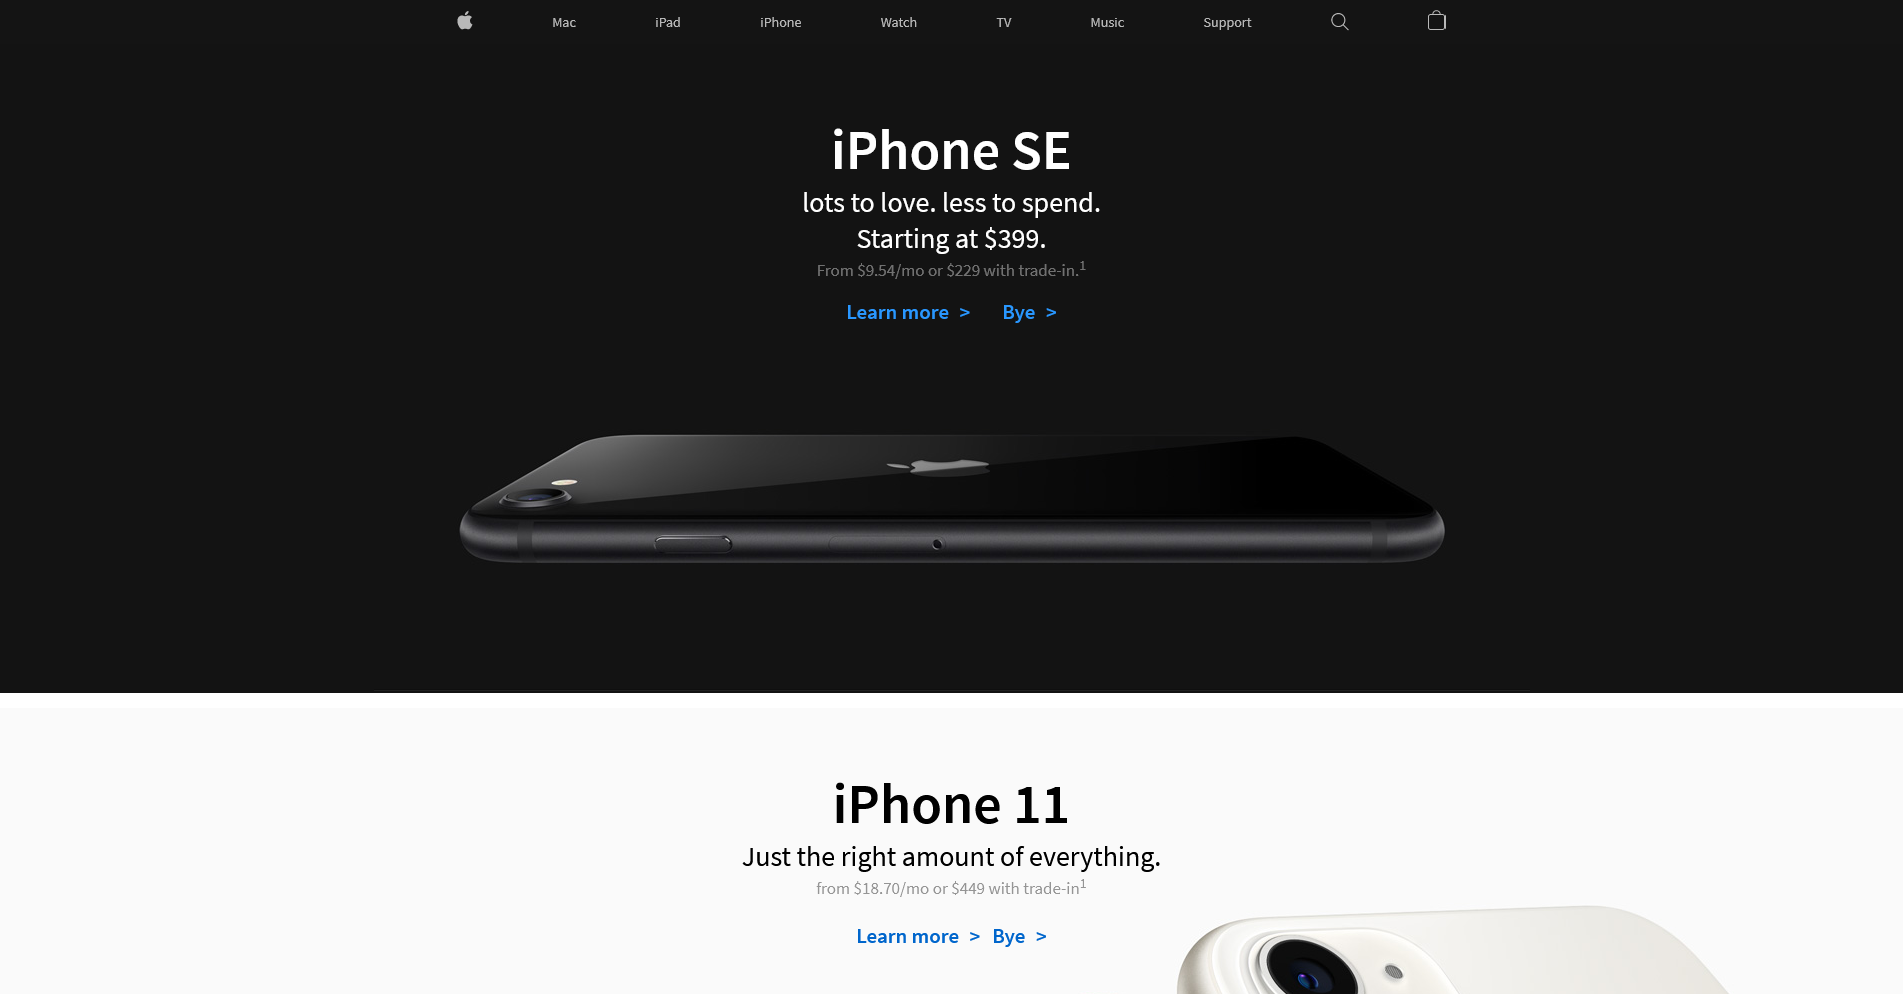 Mac iPad iPhone Watch TV Music Support
iPhone SE
lots to love. less to spend.
Starting at $399.
From $9.54/mo or $229 with trade-in.1
Learn more > Bye >
iPhone 11
Just the right amount of everything.
from $18.70/mo or $449 with trade-in1
Learn more > Bye >